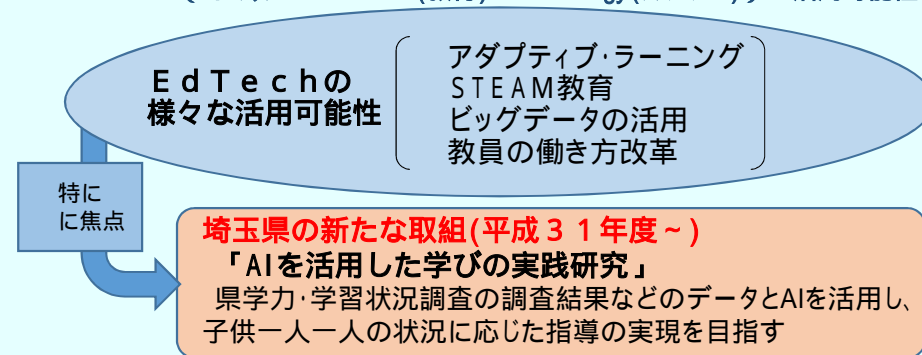 EdTechの
様々な活用可能性
アダプティブ・ラーニング
STEAM教育
ビッグデータの活用
教員の働き方改革
特に
に焦点
埼玉県の新たな取組(平成31年度~)
「AIを活用した学びの実践研究」
県学力・学習状況調査の調査結果などのデータとAIを活用し、
子供一人一人の状況に応じた指導の実現を目指す